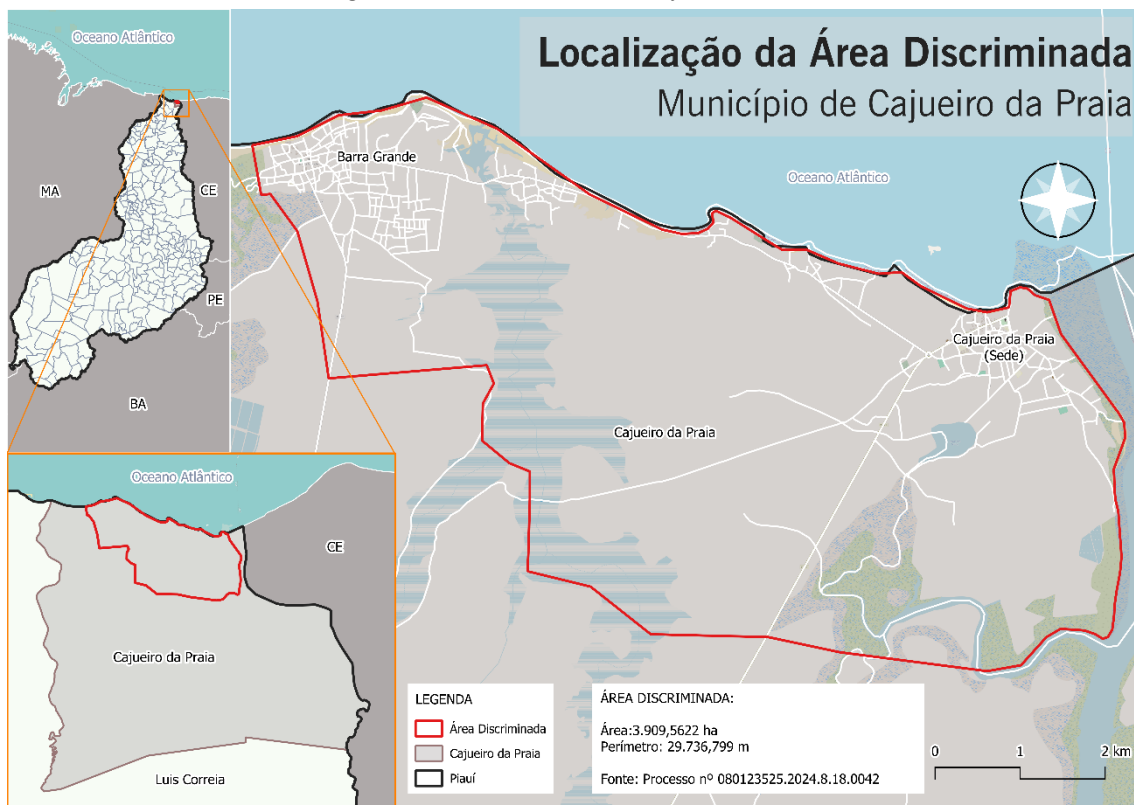 Localização da Área Discriminada
Município de Cajueiro da Praia
Oceano Atlântico
MA
CE
PE
BA
Barra Grande
Oceano Atlântico
Cajueiro da Praia
(Sede)
Cajueiro da Praia
Oceano Atlântico
CE
Cajueiro da Praia
Luis Correia
LEGENDA
Área Discriminada
Cajueiro da Praia
Piauí
ÁREA DISCRIMINADA:
Área:3.909,5622 ha
Perímetro: 29.736,799 m
Fonte: Processo nº 080123525.2024.8.18.0042
0 1 2 km